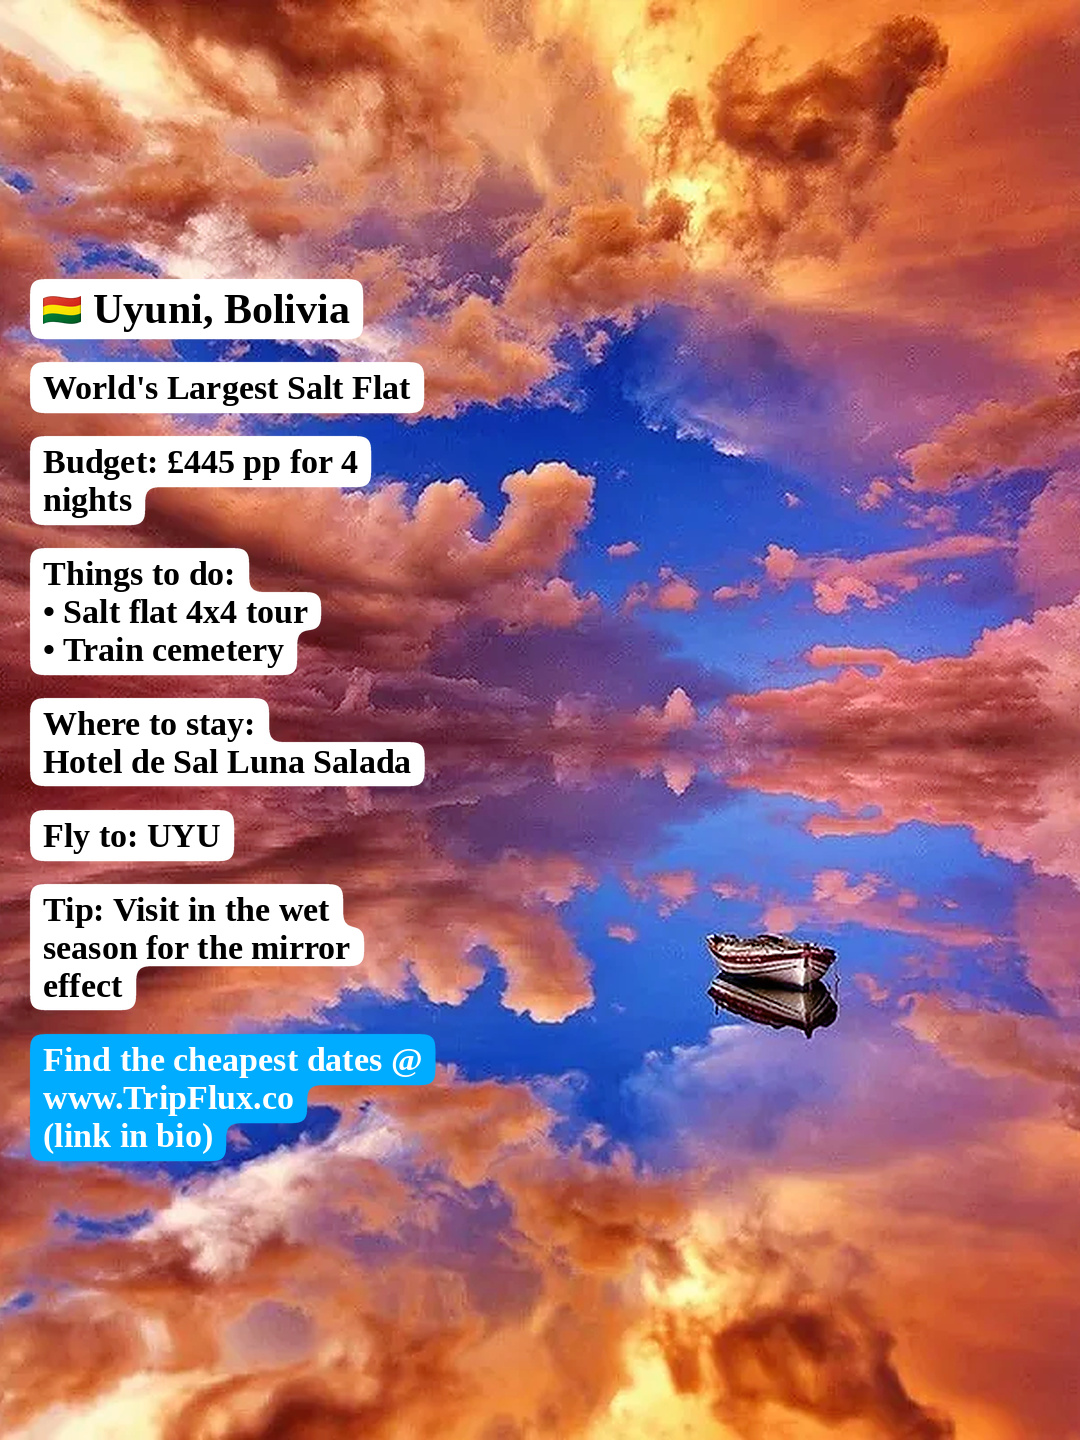 🇧🇴 Uyuni, Bolivia
World's Largest Salt Flat
Budget: £445 pp for 4
nights
Things to do:
• Salt flat 4x4 tour
• Train cemetery
Where to stay:
Hotel de Sal Luna Salada
Fly to: UYU
Tip: Visit in the wet
season for the mirror
effect
Find the cheapest dates @
www.TripFlux.co
(link in bio)